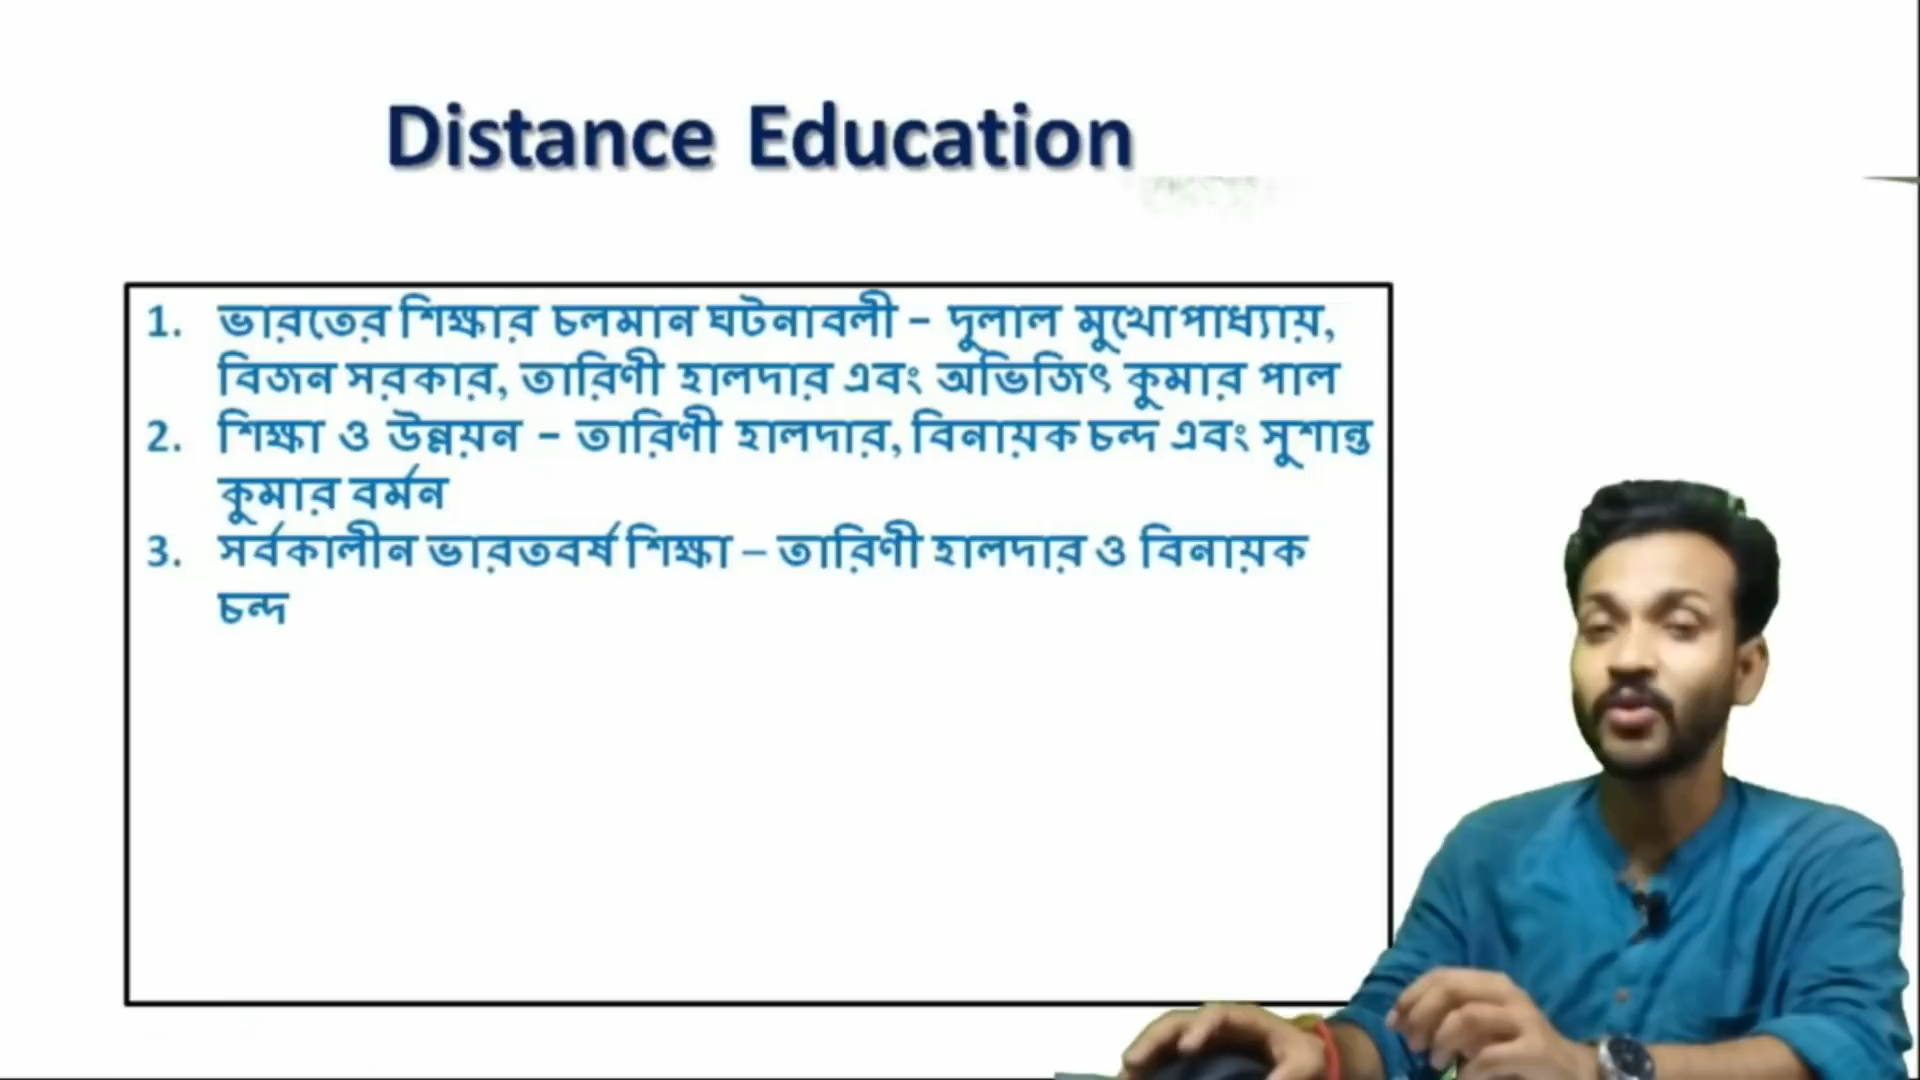 Distance Education
1. ভারতের শিক্ষার চলমান ঘটনাবলী – দুলাল মুখোপাধ্যায়,
বিজন সরকার, তারিণী হালদার এবং অভিজিৎ কুমার পাল
2. শিক্ষা ও উন্নয়ন – তারিণী হালদার, বিনায়ক চন্দ এবং সুশান্ত
কুমার বর্মন
3. সর্বকালীন ভারতবর্ষ শিক্ষা – তারিণী হালদার ও বিনায়ক
চন্দ